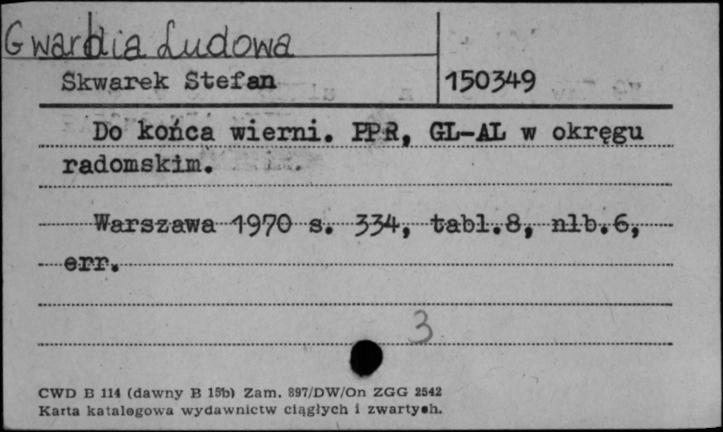 Gwardia Ludowa
Skwarek Stefan 150349
Do końca wierni. PPR, GL-AL w okręgu
radomskim.
Warszawa 1970 s. 334, tabl.8, nlb.6,
err.
3
CWD B 114 (dawny B 15b) Zam. 897/DW/On ZGG 2542
Karta katalogowa wydawnictw ciągłych i zwartych.